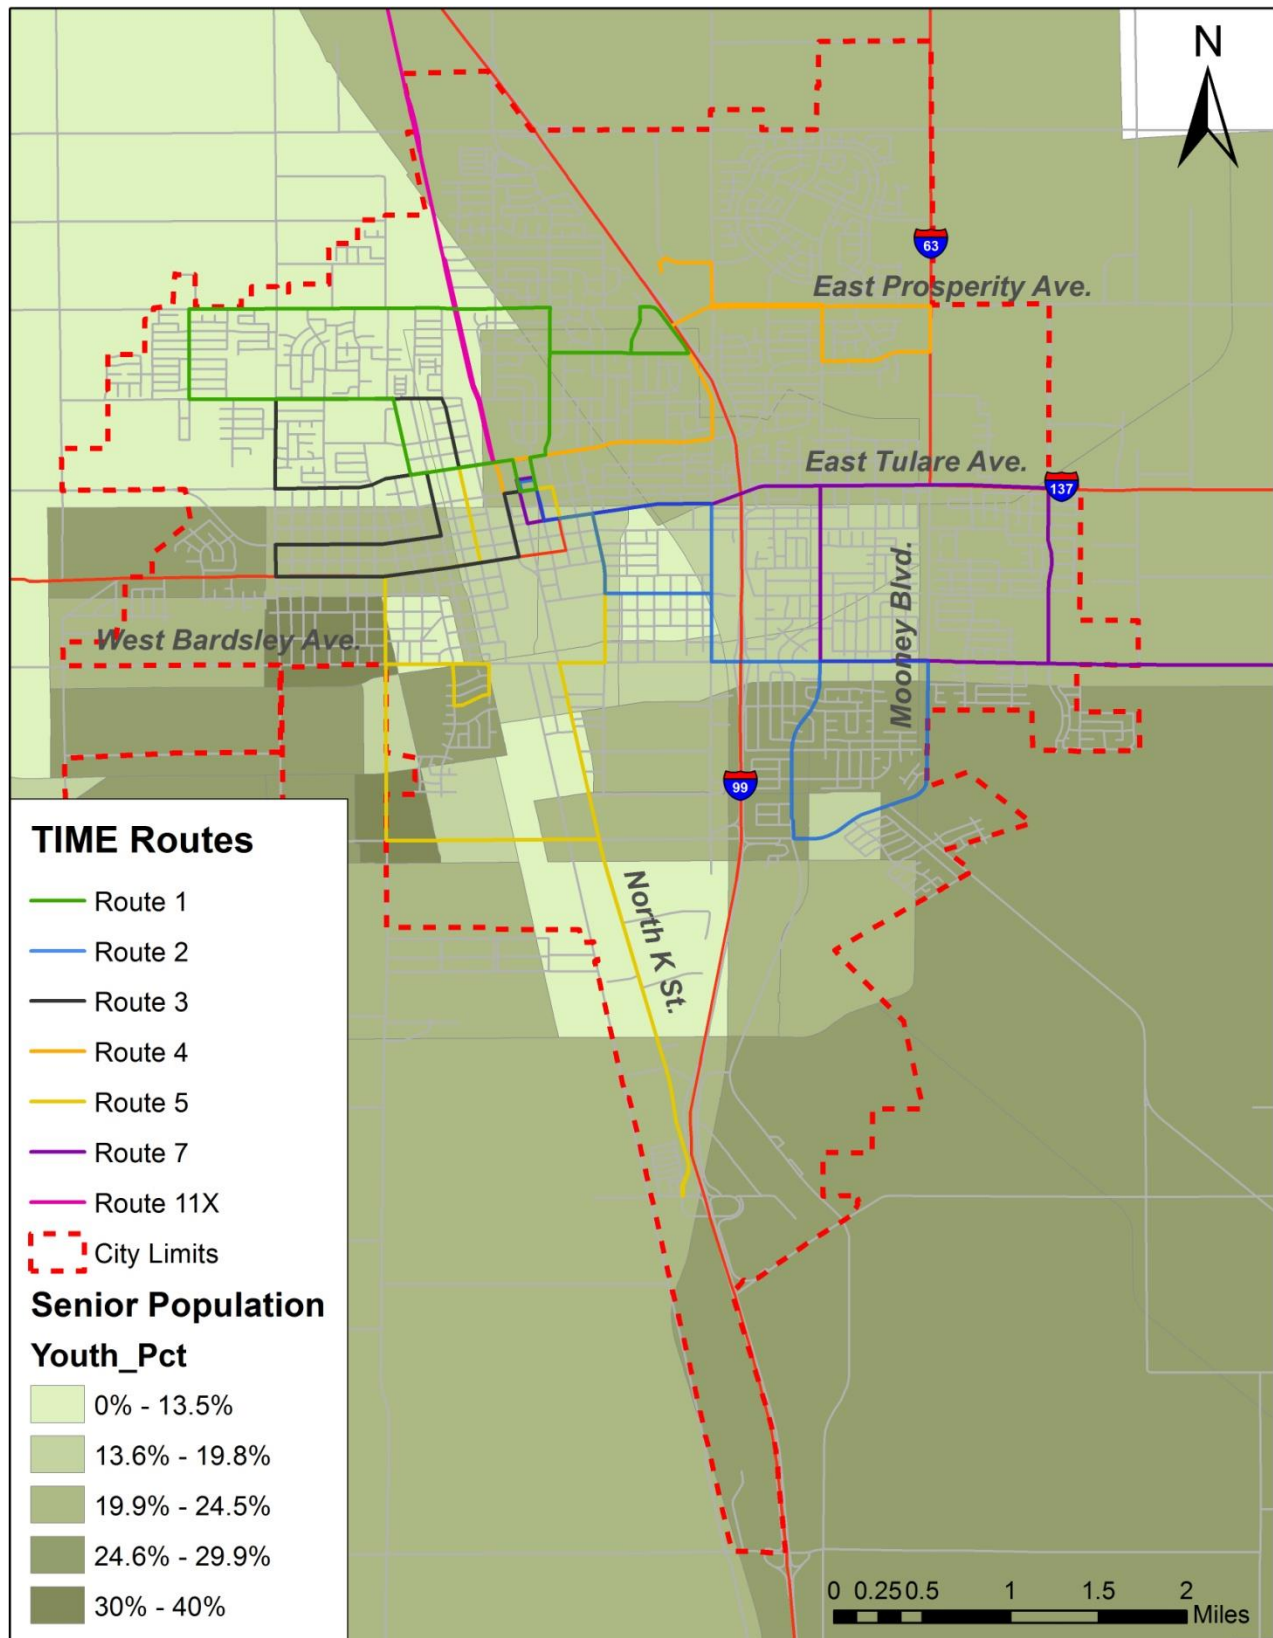 N
63
East Prosperity Ave.
East Tulare Ave.
137
Mooney Blvd.
West Bardsley Ave.
99
North K St.
TIME Routes
Route 1
Route 2
Route 3
Route 4
Route 5
Route 7
Route 11X
City Limits
Senior Population
Youth_Pct
0% - 13.5%
13.6% - 19.8%
19.9% - 24.5%
24.6% - 29.9%
30% - 40%
0 0.25 0.5 1 1.5 2
Miles